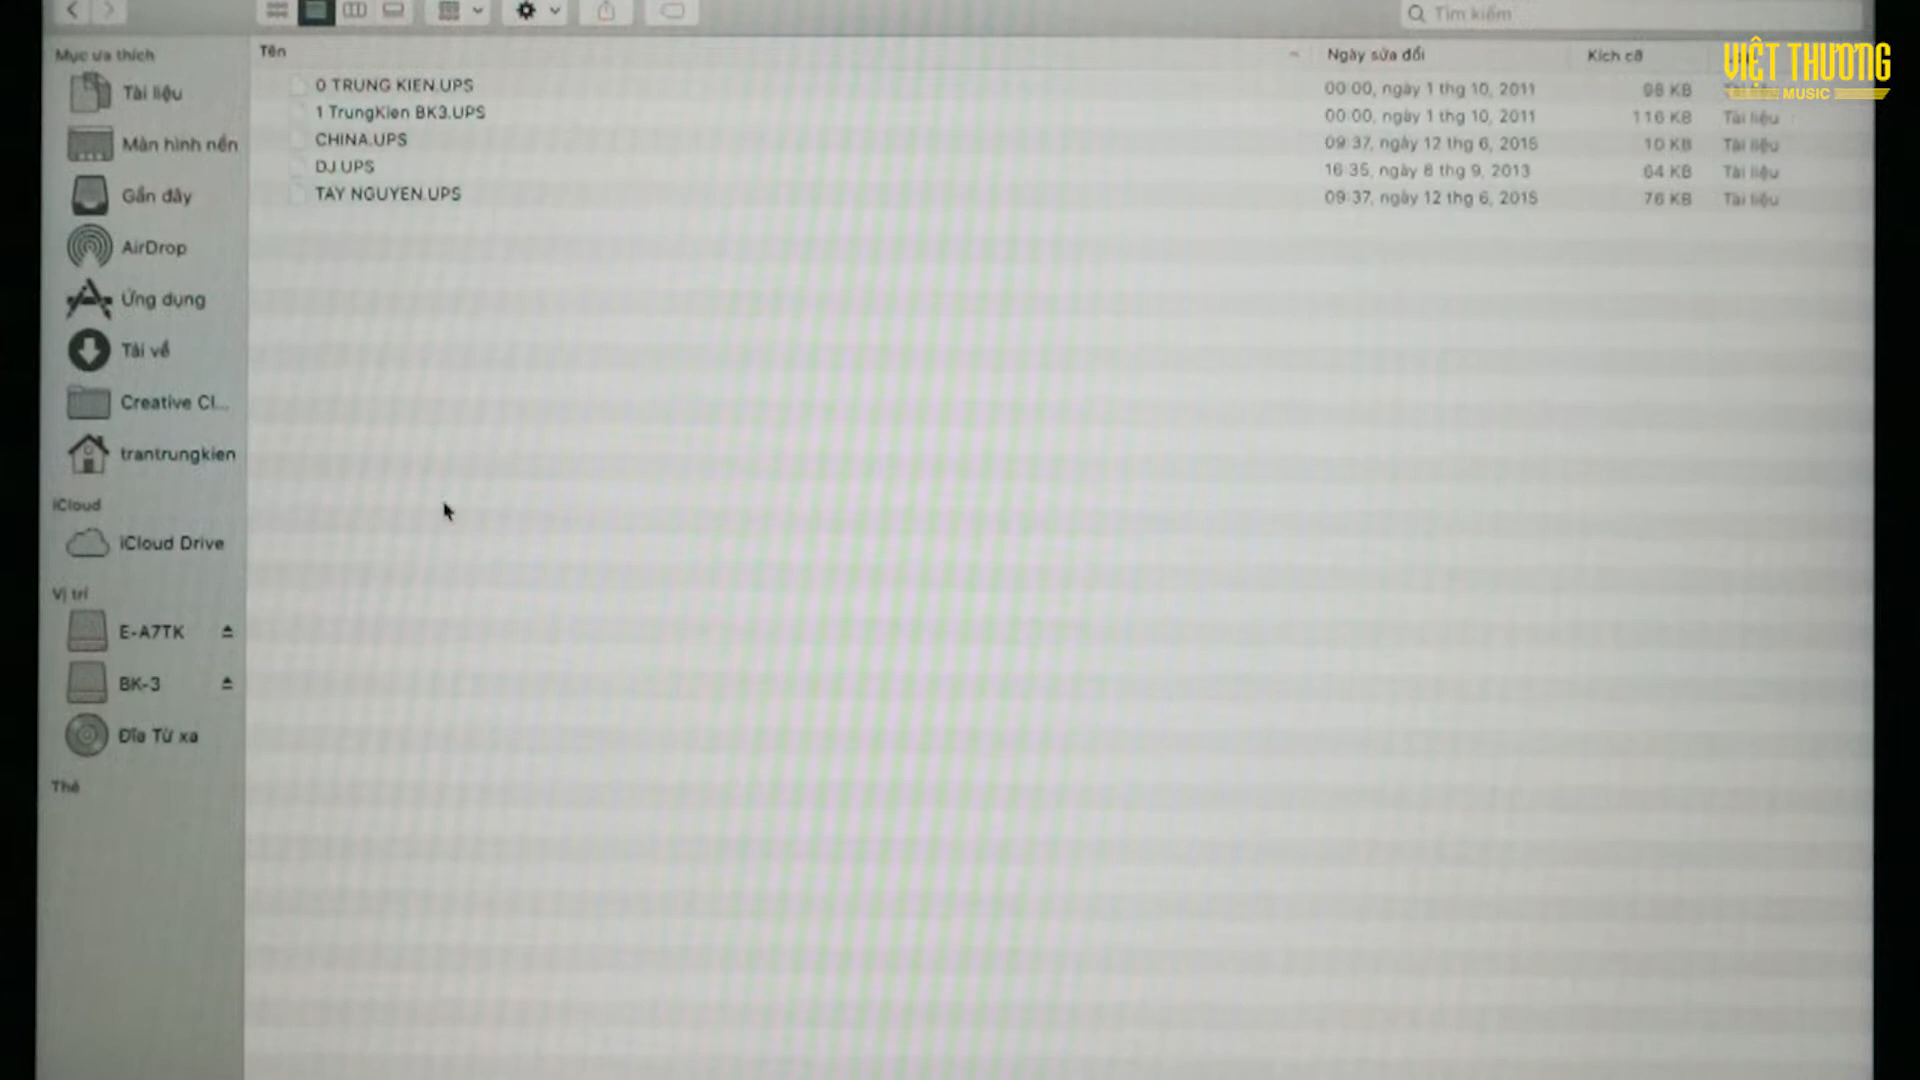 Tìm kiếm
VIỆT THƯƠNG
MUSIC
Mục ưa thích
Tên
Ngày sửa đổi
Kích cỡ
0 TRUNG KIEN.UPS 00:00, ngày 1 thg 10, 2011 98 KB Tài liệu
1 TrungKien BK3.UPS 00:00, ngày 1 thg 10, 2011 116 KB Tài liệu
CHINA.UPS 09:37, ngày 12 thg 6, 2015 10 KB Tài liệu
DJ.UPS 16:35, ngày 8 thg 9, 2013 64 KB Tài liệu
TAY NGUYEN.UPS 09:37, ngày 12 thg 6, 2015 76 KB Tài liệu
Tài liệu
Màn hình nền
Gần đây
AirDrop
Ứng dụng
Tải về
Creative Cl...
trantrungkien
iCloud
iCloud Drive
Vị trí
E-A7TK
BK-3
Đĩa Từ xa
Thẻ